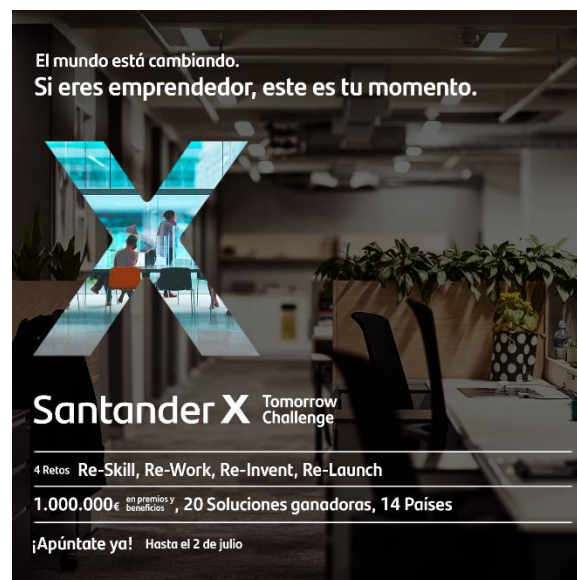 El mundo está cambiando.
Si eres emprendedor, este es tu momento.
Santander X Tomorrow Challenge
4 Retos Re-Skill, Re-Work, Re-Invent, Re-Launch
1.000.000€ en premios y beneficios, 20 Soluciones ganadoras, 14 Países
¡Apúntate ya! Hasta el 2 de julio